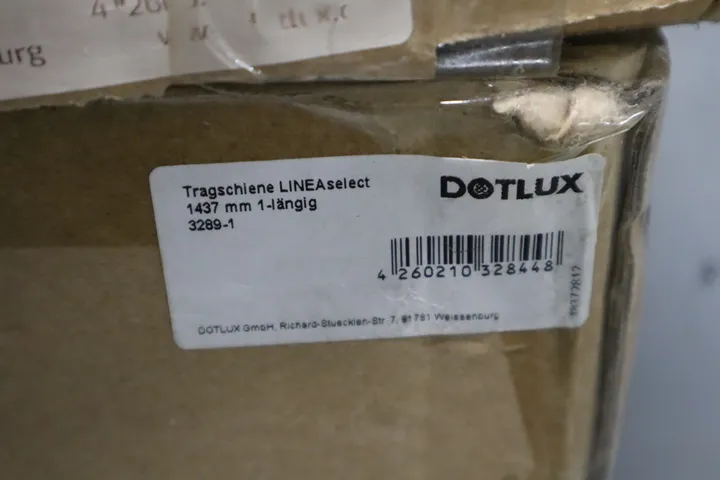 urg
Tragschiene LINEAselect
1437 mm 1-längig
3289-1
DOTLUX
4 260210 328448
DOTLUX GmbH, Richard-Stuecklen-Str 7, 91781 Weissenburg